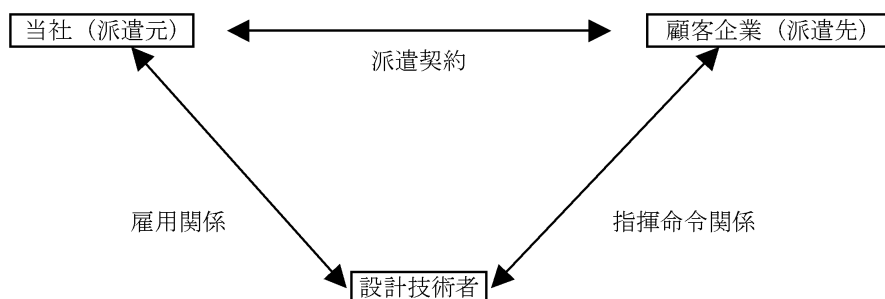 当社（派遣元）
顧客企業（派遣先）
派遣契約
雇用関係
指揮命令関係
設計技術者